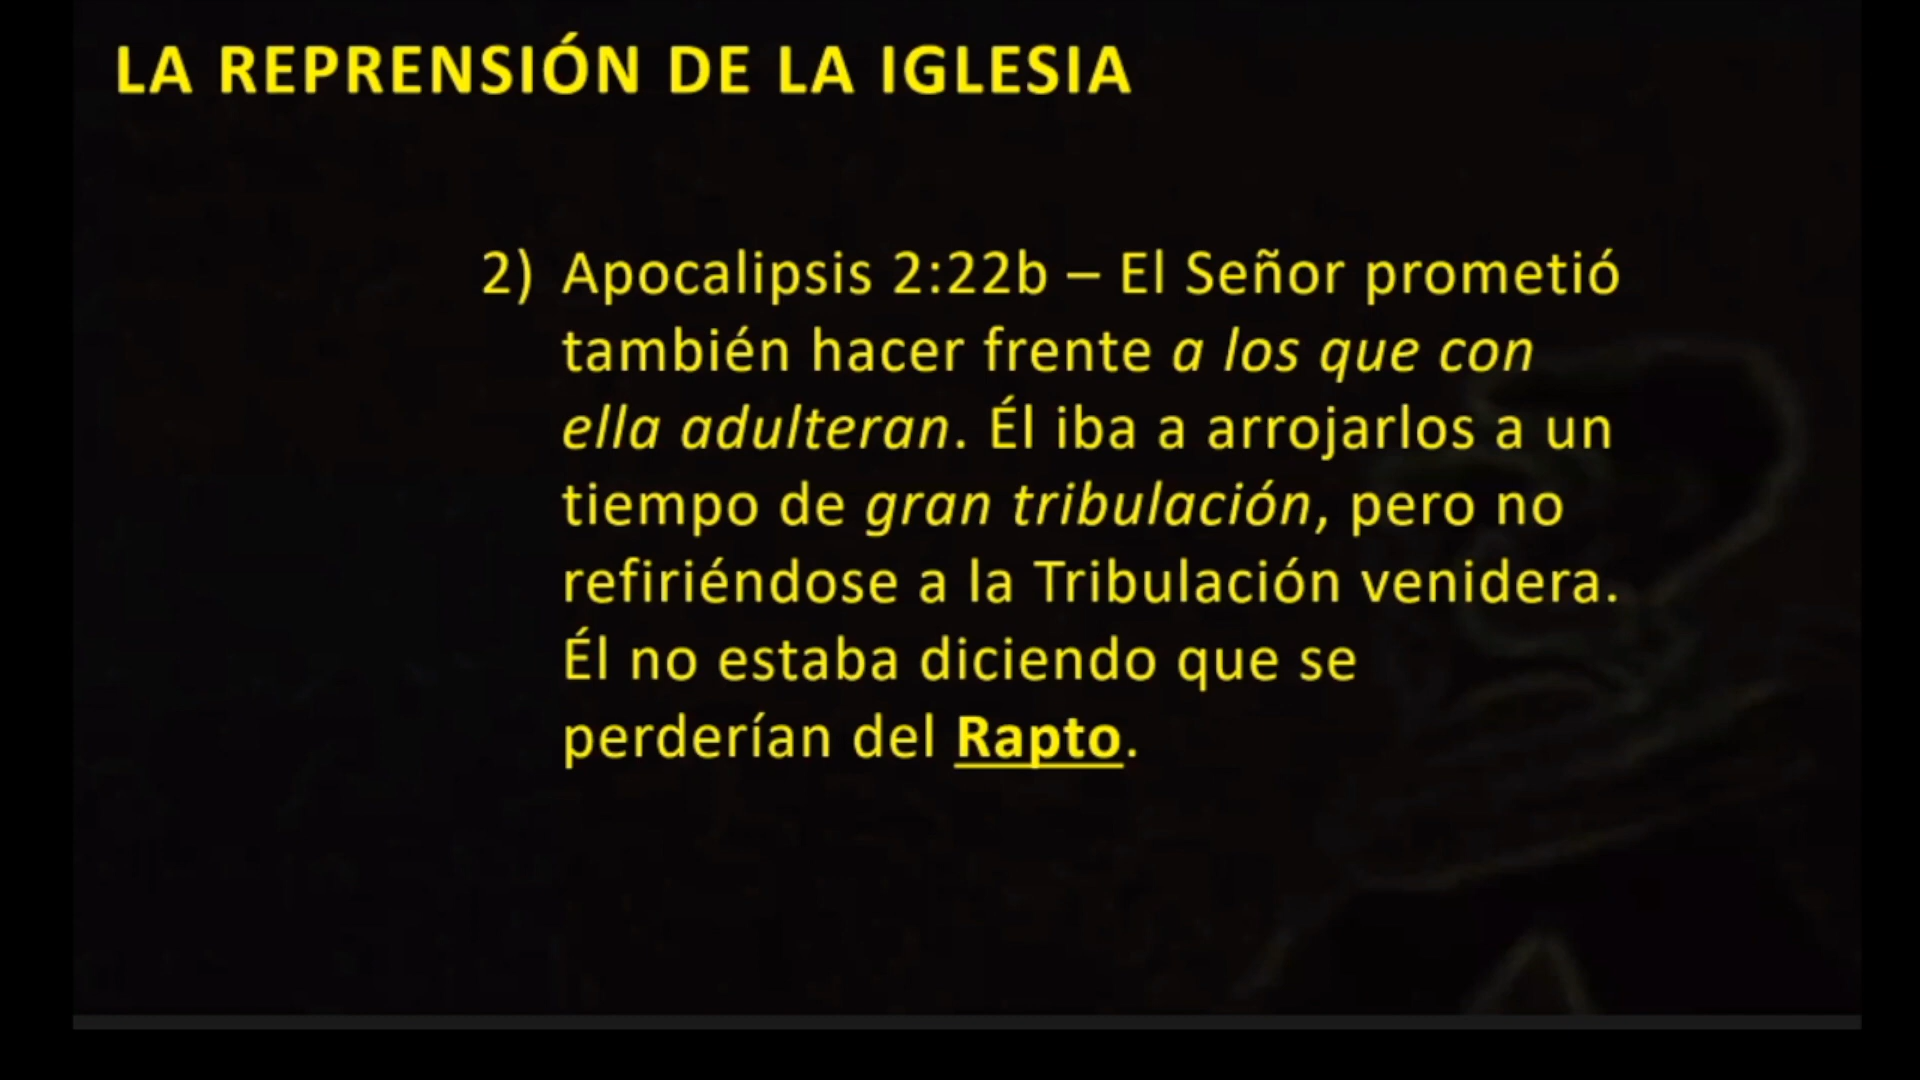 LA REPRENSIÓN DE LA IGLESIA
2) Apocalipsis 2:22b – El Señor prometió
también hacer frente a los que con
ella adulteran. Él iba a arrojarlos a un
tiempo de gran tribulación, pero no
refiriéndose a la Tribulación venidera.
Él no estaba diciendo que se
perderían del Rapto.